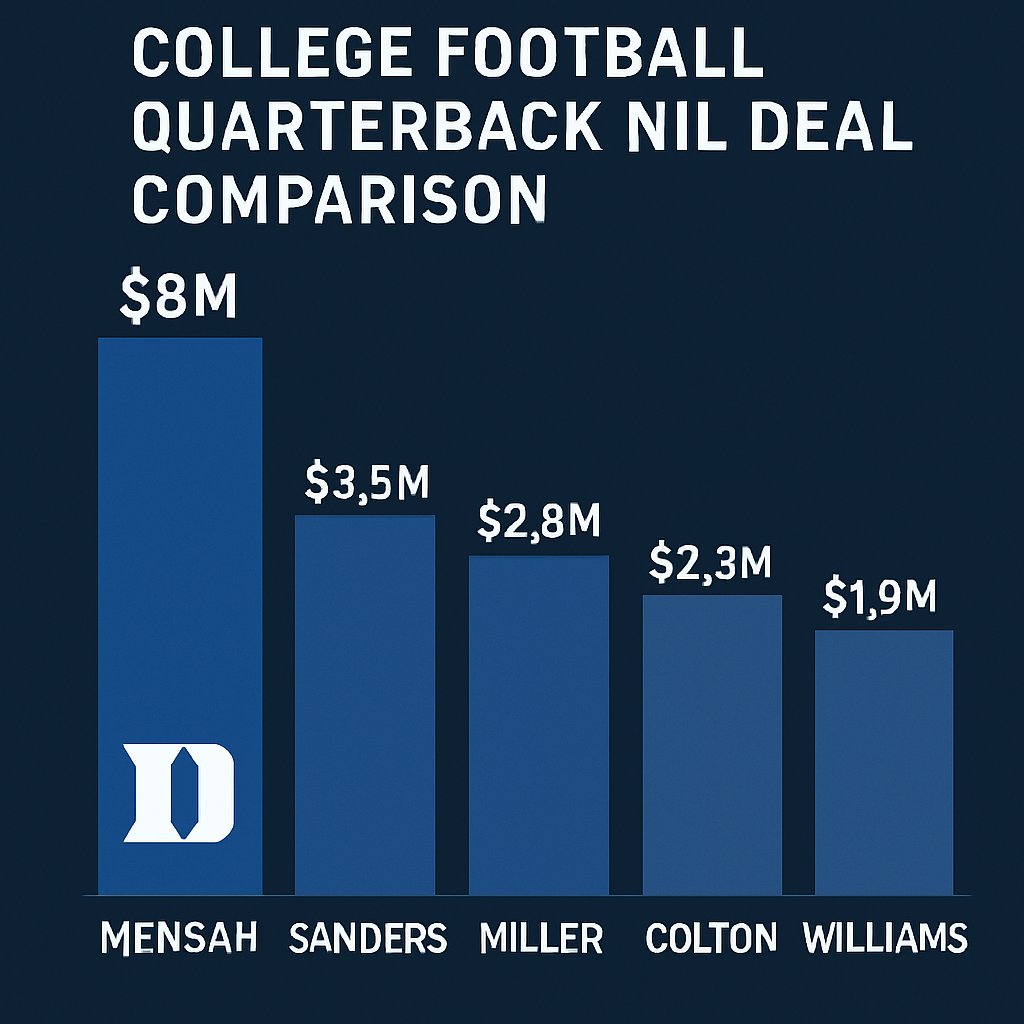 COLLEGE FOOTBALL
QUARTERBACK NIL DEAL
COMPARISON
$8M
$3,5M
$2,8M
$2,3M
$1,9M
D
MENSAH SANDERS MILLER COLTON WILLIAMS